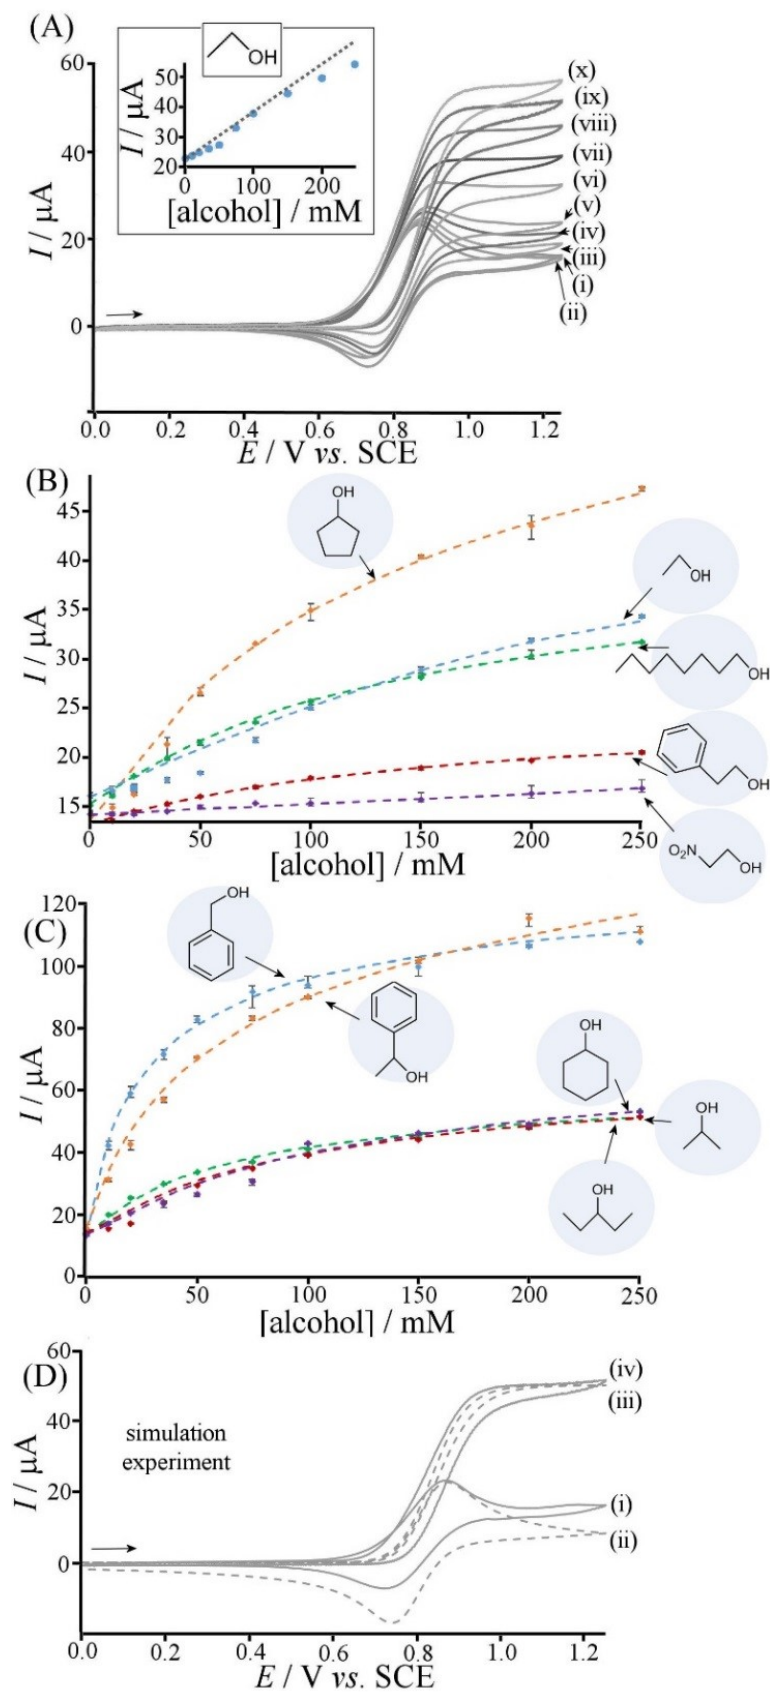 (A)
OH
I / μA
50
40
30
20
0
100
200
[alcohol] / mM
I / μA
60
40
20
0
(x)
(ix)
(viii)
(vii)
(vi)
(v)
(iv)
(iii)
(i)
(ii)
0.0 0.2 0.4 0.6 0.8 1.0 1.2
E / V vs. SCE
(B)
I / μA
45
40
35
30
25
20
15
OH
OH
OH
OH
O₂N OH
0 50 100 150 200 250
[alcohol] / mM
(C)
I / μA
120
100
80
60
40
20
0
OH
OH
OH
OH
OH
0 50 100 150 200 250
[alcohol] / mM
(D)
I / μA
60
40
20
0
simulation
experiment
(iv)
(iii)
(i)
(ii)
0.0 0.2 0.4 0.6 0.8 1.0 1.2
E / V vs. SCE